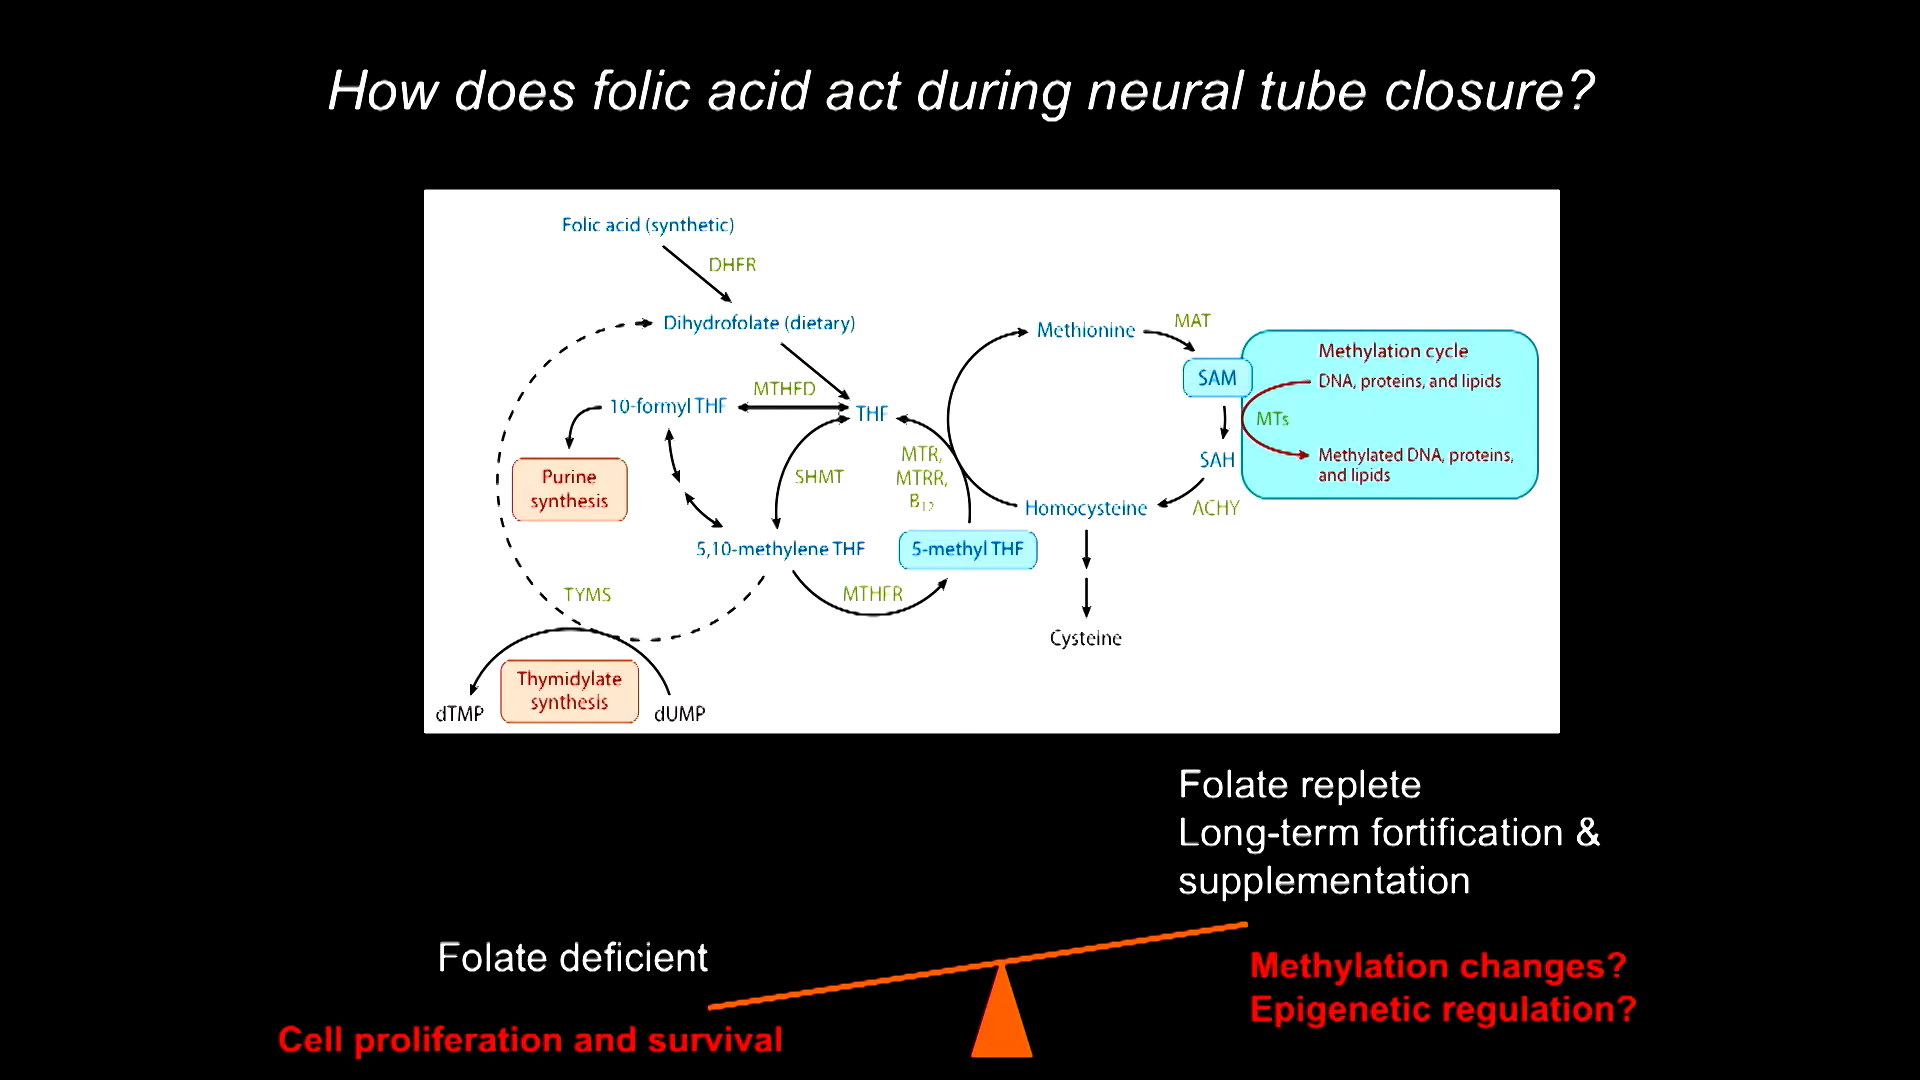 How does folic acid act during neural tube closure?
Folic acid (synthetic)
DHFR
Dihydrofolate (dietary)
Methionine
MAT
Methylation cycle
SAM
DNA, proteins, and lipids
MTHFD
10-formyl THF
THF
MTs
MTR,
MTRR,
B12
SAH
Methylated DNA, proteins,
and lipids
Purine
synthesis
SHMT
Homocysteine
ACHY
5,10-methylene THF
5-methyl THF
TYMS
MTHFR
Cysteine
Thymidylate
synthesis
dTMP
dUMP
Folate replete
Long-term fortification &
supplementation
Folate deficient
Methylation changes?
Epigenetic regulation?
Cell proliferation and survival